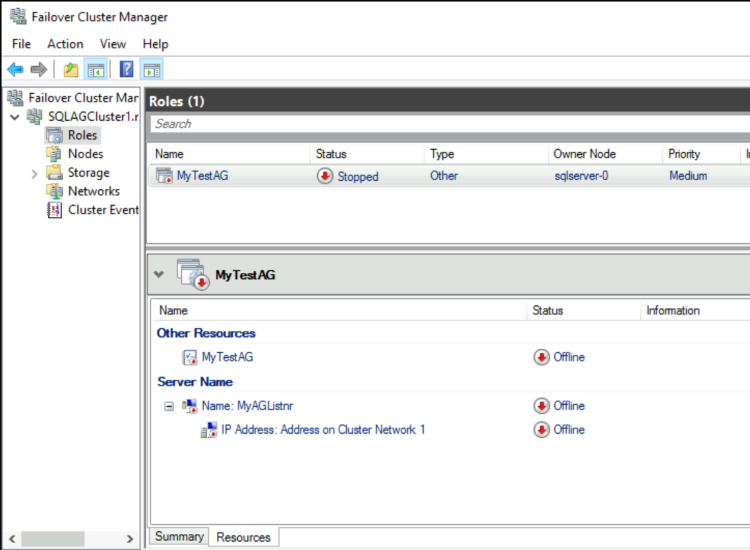 Failover Cluster Manager
File Action View Help
Failover Cluster Mar
SQLAGCluster1.r
Roles
Nodes
Storage
Networks
Cluster Event
Roles (1)
Search
Name Status Type Owner Node Priority
MyTestAG Stopped Other sqlserver-0 Medium
MyTestAG
Name Status Information
Other Resources
MyTestAG Offline
Server Name
Name: MyAGListnr Offline
IP Address: Address on Cluster Network 1 Offline
Summary Resources